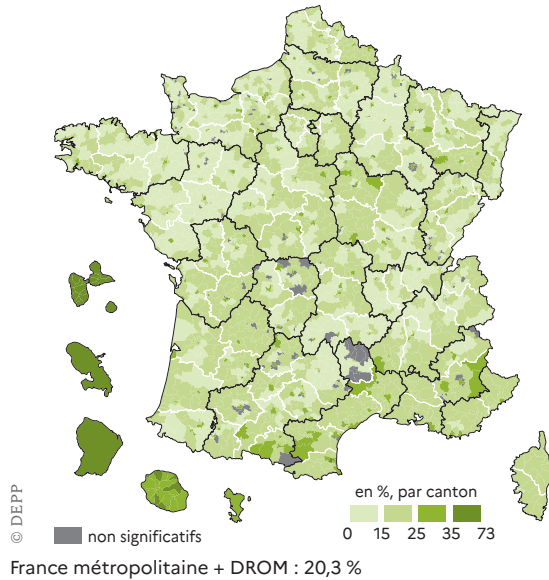 © DEPP
non significatifs
en %, par canton
0 15 25 35 73
France métropolitaine + DROM : 20,3 %